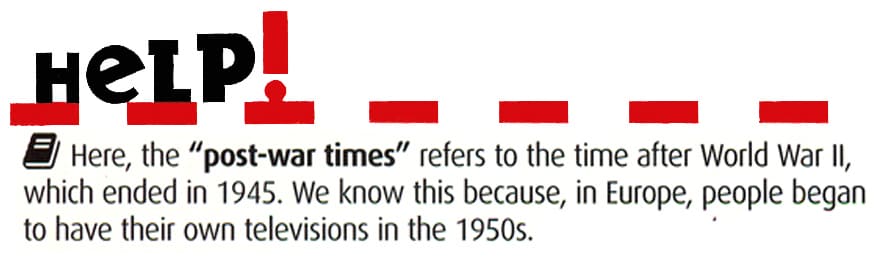 HeLP!
Here, the “post-war times” refers to the time after World War II,
which ended in 1945. We know this because, in Europe, people began
to have their own televisions in the 1950s.